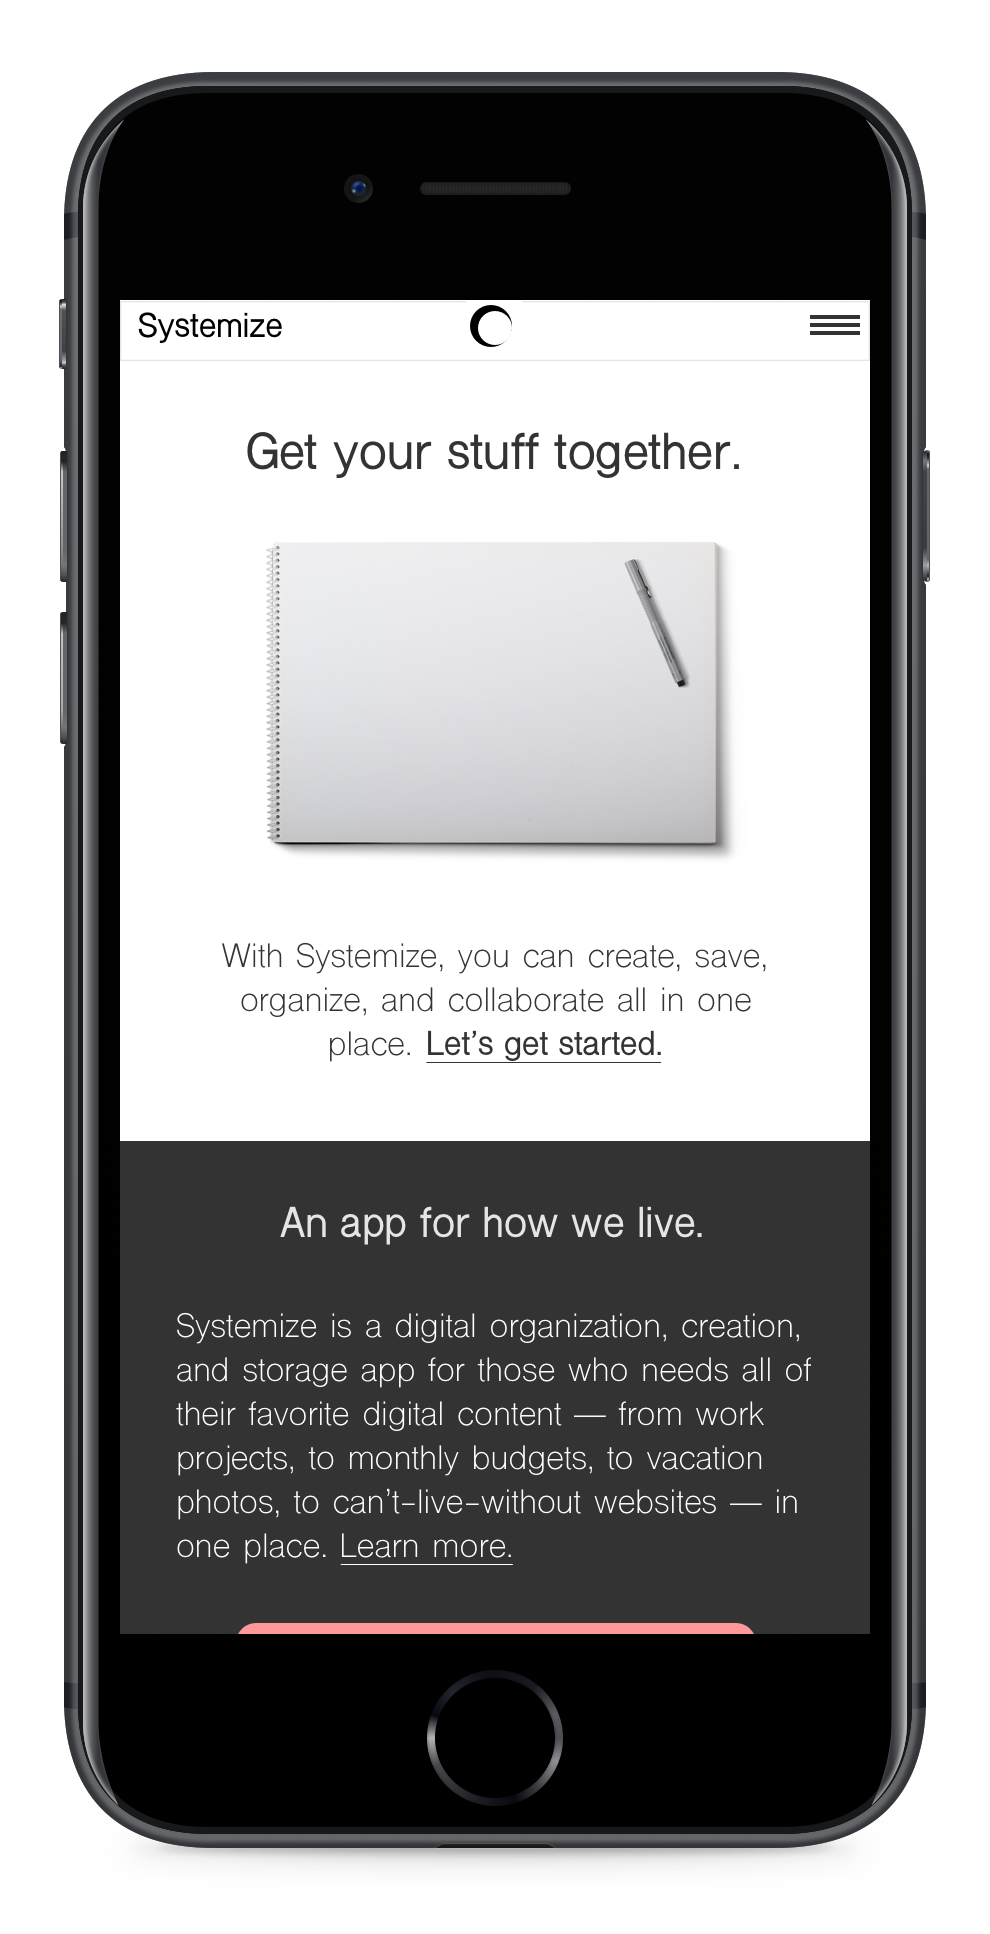 Systemize
Get your stuff together.
With Systemize, you can create, save,
organize, and collaborate all in one
place. Let’s get started.
An app for how we live.
Systemize is a digital organization, creation,
and storage app for those who needs all of
their favorite digital content — from work
projects, to monthly budgets, to vacation
photos, to can’t-live-without websites — in
one place. Learn more.